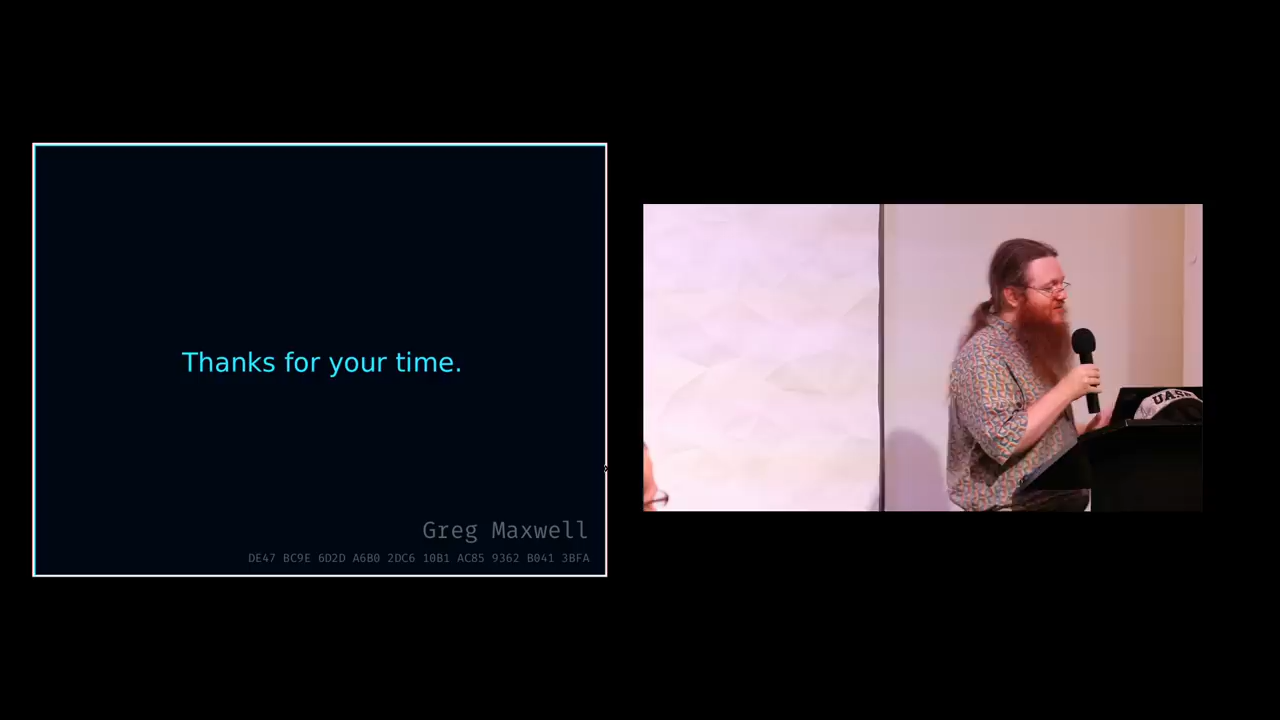 Thanks for your time.
Greg Maxwell
DE47 BC9E 6D2D A6B0 2DC6 10B1 AC85 9362 B041 3BFA